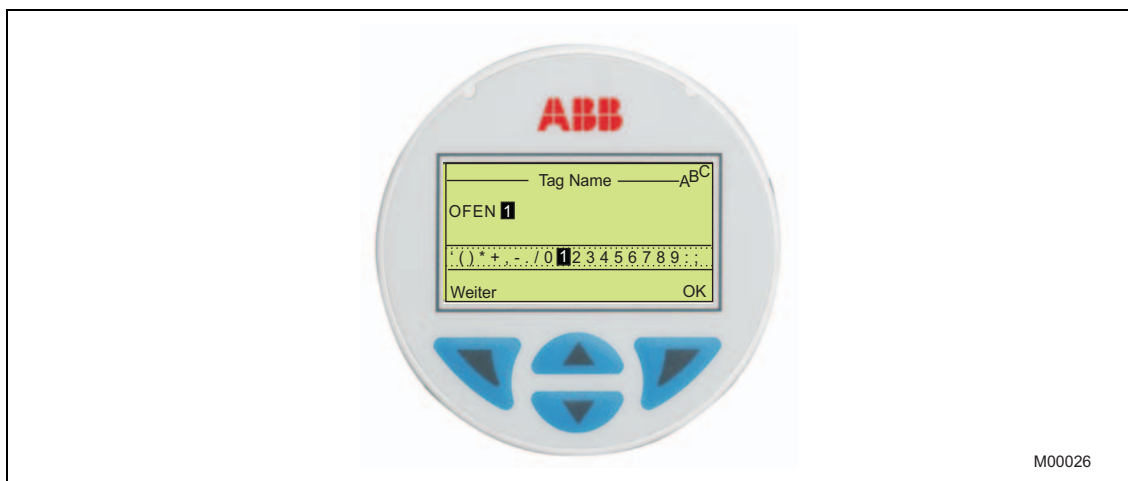 ABB
Tag Name ABC
OFEN 1
‘ ( ) * + , - . / 0 1 2 3 4 5 6 7 8 9 : ;
Weiter OK
M00026